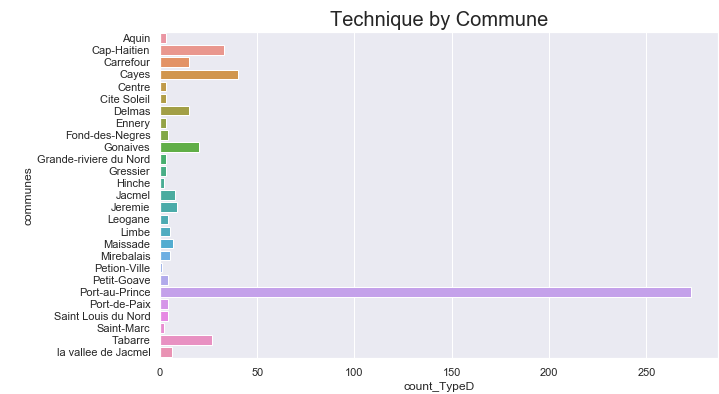 Technique by Commune
communes
Aquin
Cap-Haitien
Carrefour
Cayes
Centre
Cite Soleil
Delmas
Ennery
Fond-des-Negres
Gonaives
Grande-riviere du Nord
Gressier
Hinche
Jacmel
Jeremie
Leogane
Limbe
Maissade
Mirebalais
Petion-Ville
Petit-Goave
Port-au-Prince
Port-de-Paix
Saint Louis du Nord
Saint-Marc
Tabarre
la vallee de Jacmel
0 50 100 150 200 250
count_TypeD